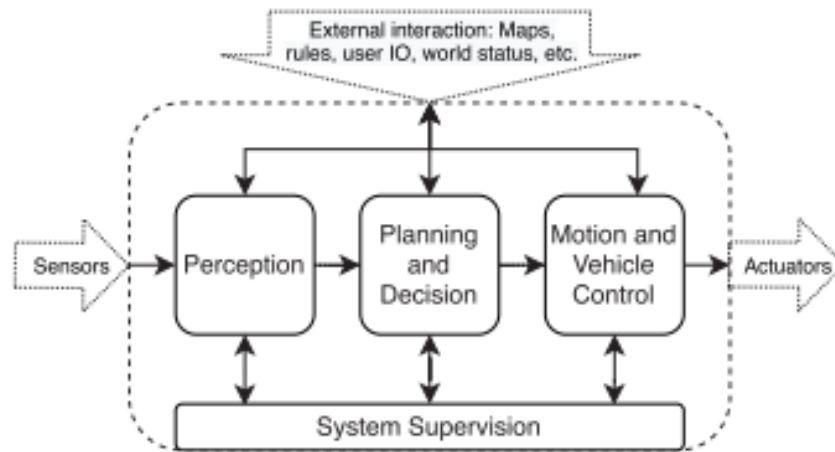 External interaction: Maps,
rules, user IO, world status, etc.
Sensors
Perception
Planning
and
Decision
Motion and
Vehicle
Control
Actuators
System Supervision